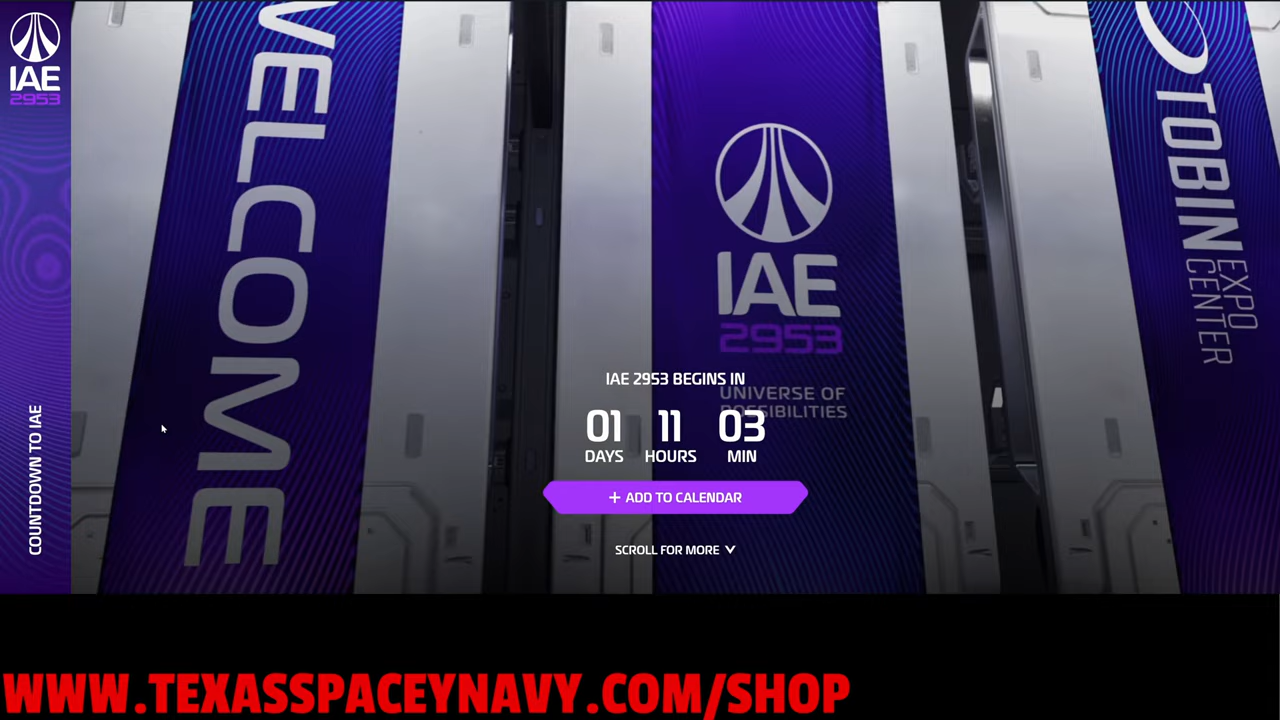 IAE
2953
COUNTDOWN TO IAE
WELCOME
IAE
2953
UNIVERSE OF
POSSIBILITIES
TOBIN
EXPO
CENTER
IAE 2953 BEGINS IN
01 11 03
DAYS HOURS MIN
+ ADD TO CALENDAR
SCROLL FOR MORE
WWW.TEXASSPACEYNAVY.COM/SHOP